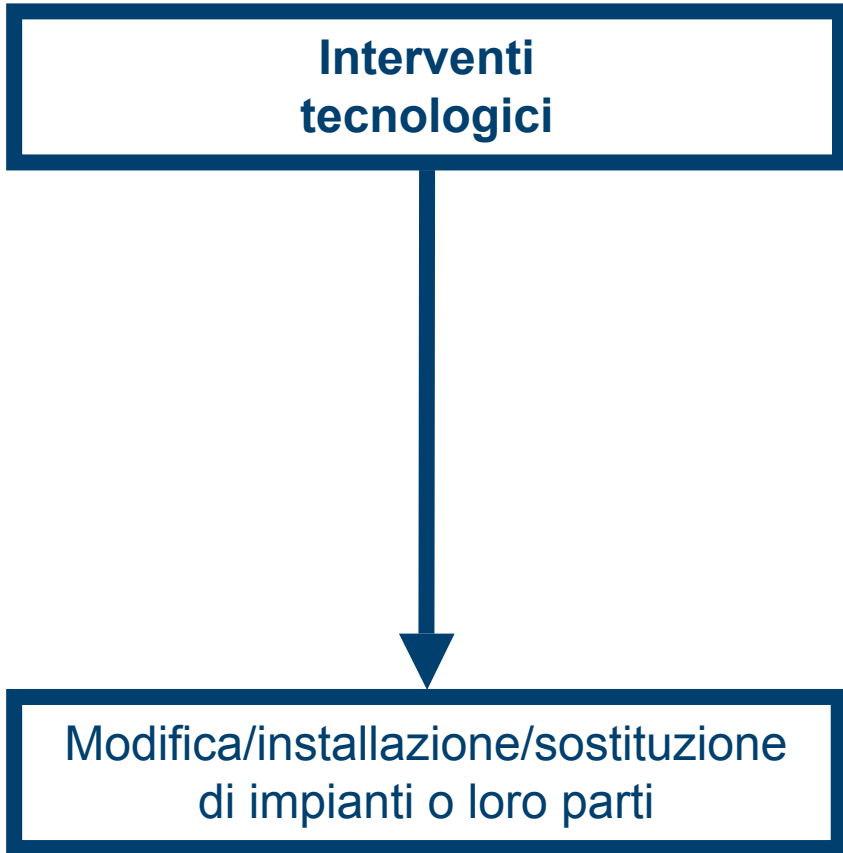 Interventi
tecnologici
Modifica/installazione/sostituzione
di impianti o loro parti